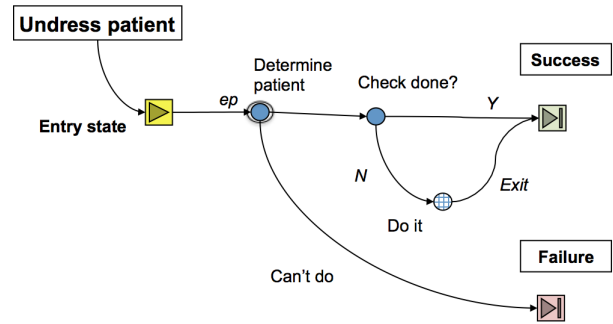 Undress patient
Entry state
ep
Determine
patient
Check done?
Y
Success
N
Exit
Do it
Can't do
Failure